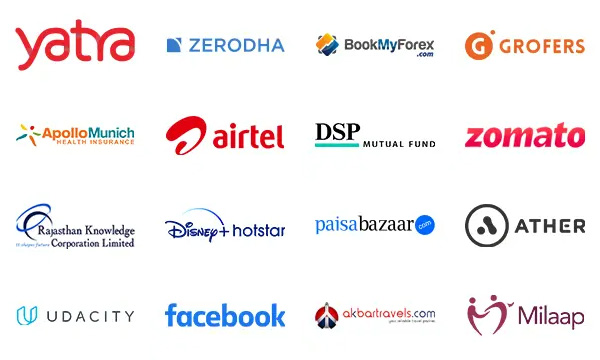 yatra
ZERODHA
BookMyForex
.com
GROFERS
ApolloMunich
HEALTH INSURANCE
airtel
DSP
MUTUAL FUND
zomato
Rajasthan Knowledge
Corporation Limited
Disney+ hotstar
paisabazaar.com
ATHER
UDACITY
facebook
akbartravels.com
Milaap